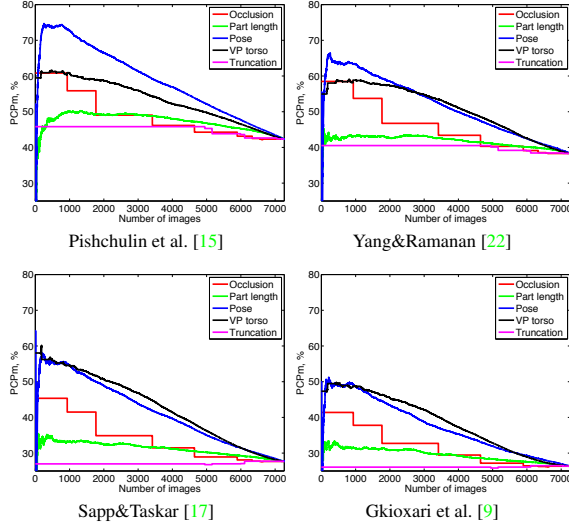 80
70
60
50
40
30
PCPm, %
0 1000 2000 3000 4000 5000 6000 7000
Number of images
Occlusion
Part length
Pose
VP torso
Truncation
Pishchulin et al. [15]
80
70
60
50
40
30
PCPm, %
0 1000 2000 3000 4000 5000 6000 7000
Number of images
Occlusion
Part length
Pose
VP torso
Truncation
Yang&Ramanan [22]
80
70
60
50
40
30
PCPm, %
0 1000 2000 3000 4000 5000 6000 7000
Number of images
Occlusion
Part length
Pose
VP torso
Truncation
Sapp&Taskar [17]
80
70
60
50
40
30
PCPm, %
0 1000 2000 3000 4000 5000 6000 7000
Number of images
Occlusion
Part length
Pose
VP torso
Truncation
Gkioxari et al. [9]